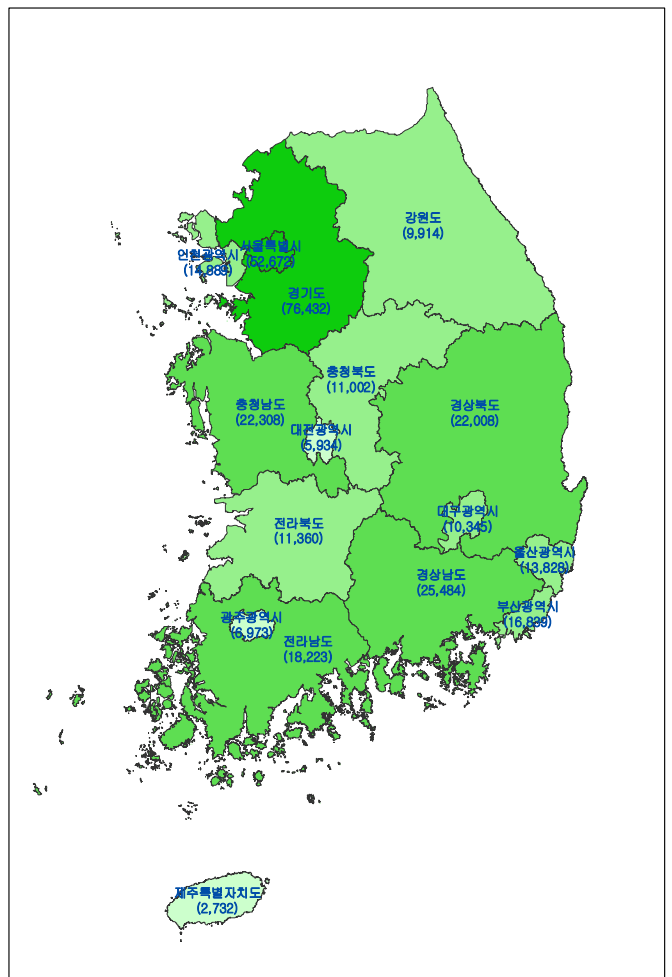 강원도
(9,914)
서울특별시
(52,672)
인천광역시
(14,889)
경기도
(76,432)
충청북도
(11,002)
충청남도
(22,308)
경상북도
(22,008)
대전광역시
(5,934)
대구광역시
(10,345)
전라북도
(11,360)
울산광역시
(13,828)
경상남도
(25,484)
부산광역시
(16,839)
광주광역시
(6,973)
전라남도
(18,223)
제주특별자치도
(2,732)